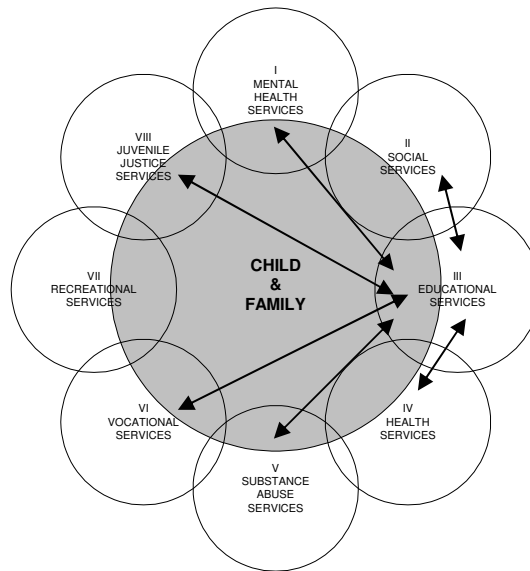 I
MENTAL
HEALTH
SERVICES
II
SOCIAL
SERVICES
III
EDUCATIONAL
SERVICES
IV
HEALTH
SERVICES
V
SUBSTANCE
ABUSE
SERVICES
VI
VOCATIONAL
SERVICES
VII
RECREATIONAL
SERVICES
VIII
JUVENILE
JUSTICE
SERVICES
CHILD
&
FAMILY